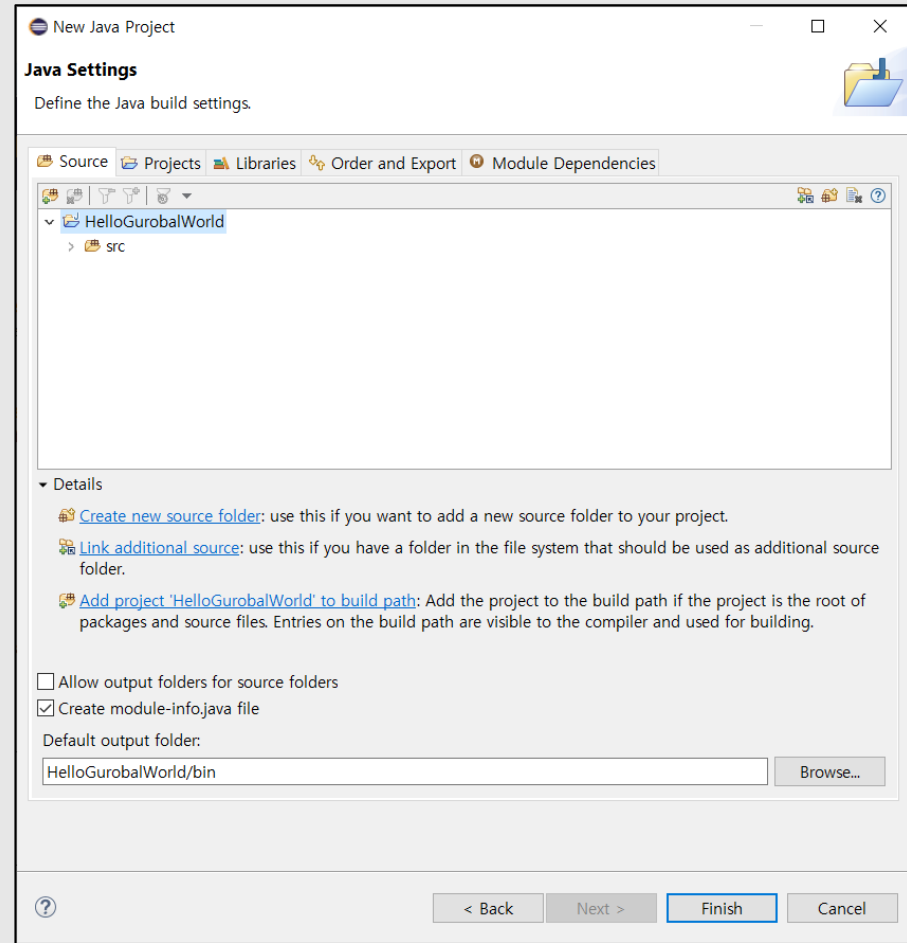 New Java Project
Java Settings
Define the Java build settings.
Source Projects Libraries Order and Export Module Dependencies
HelloGurobalWorld
src
Details
Create new source folder: use this if you want to add a new source folder to your project.
Link additional source: use this if you have a folder in the file system that should be used as additional source
folder.
Add project 'HelloGurobalWorld' to build path: Add the project to the build path if the project is the root of
packages and source files. Entries on the build path are visible to the compiler and used for building.
Allow output folders for source folders
Create module-info.java file
Default output folder:
HelloGurobalWorld/bin Browse...
< Back Next > Finish Cancel